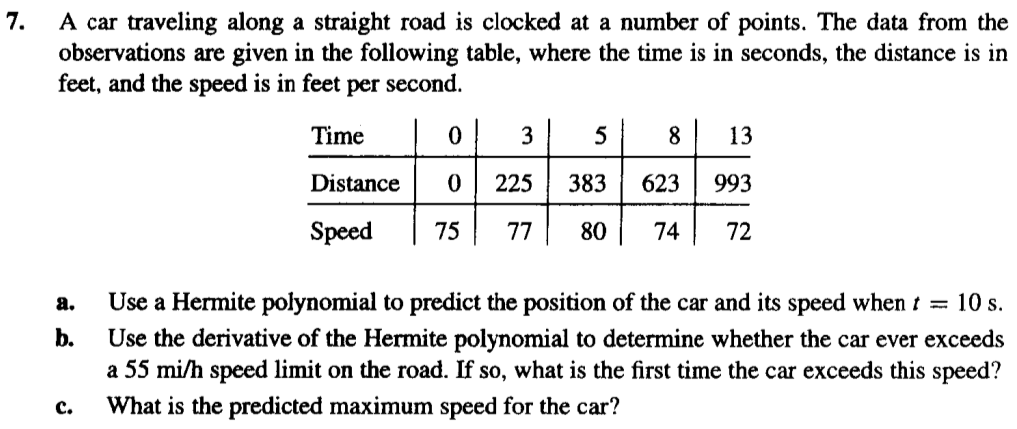 7. A car traveling along a straight road is clocked at a number of points. The data from the
observations are given in the following table, where the time is in seconds, the distance is in
feet, and the speed is in feet per second.
Time 0 3 5 8 13
Distance 0 225 383 623 993
Speed 75 77 80 74 72
a. Use a Hermite polynomial to predict the position of the car and its speed when t = 10 s.
b. Use the derivative of the Hermite polynomial to determine whether the car ever exceeds
a 55 mi/h speed limit on the road. If so, what is the first time the car exceeds this speed?
c. What is the predicted maximum speed for the car?